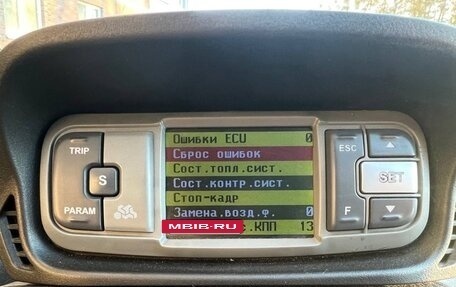 TRIP
S
PARAM
Ошибки ECU 0
Сброс ошибок
Сост.топл.сист.
Сост.контр.сист.
Стоп-кадр
Замена.возд.ф. 0
MBIB-RU
с.КПП 13
ESC
SET
F